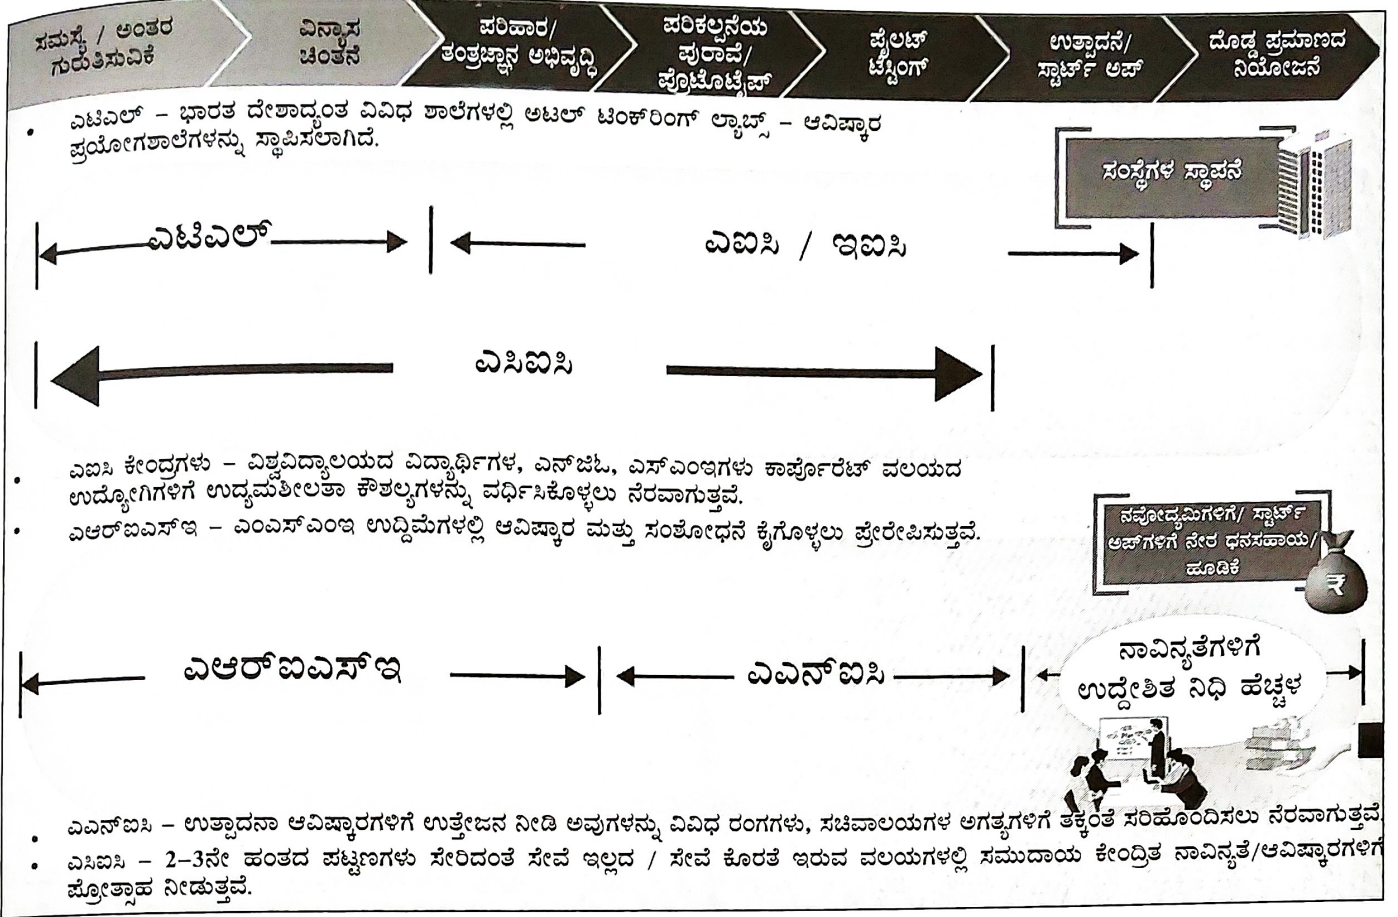 ಸಮಸ್ಯೆ / ಅಂತರ
ಗುರುತಿಸುವಿಕೆ
ವಿನ್ಯಾಸ
ಚಿಂತನೆ
ಪರಿಹಾರ/
ತಂತ್ರಜ್ಞಾನ ಅಭಿವೃದ್ಧಿ
ಪರಿಕಲ್ಪನೆಯ
ಪುರಾವೆ/
ಪ್ರೊಟೊಟೈಪ್
ಪೈಲಟ್
ಟೆಸ್ಟಿಂಗ್
ಉತ್ಪಾದನೆ/
ಸ್ಟಾರ್ಟ್ ಅಪ್
ದೊಡ್ಡ ಪ್ರಮಾಣದ
ನಿಯೋಜನೆ
• ಎಟಿಎಲ್ – ಭಾರತ ದೇಶಾದ್ಯಂತ ವಿವಿಧ ಶಾಲೆಗಳಲ್ಲಿ ಅಟಲ್ ಟಿಂಕ್‌ರಿಂಗ್ ಲ್ಯಾಬ್ಸ್ – ಆವಿಷ್ಕಾರ
ಪ್ರಯೋಗಶಾಲೆಗಳನ್ನು ಸ್ಥಾಪಿಸಲಾಗಿದೆ.
ಸಂಸ್ಥೆಗಳ ಸ್ಥಾಪನೆ
ಎಟಿಎಲ್
ಎಐಸಿ / ಇಐಸಿ
ಎಸಿಐಸಿ
• ಎಐಸಿ ಕೇಂದ್ರಗಳು – ವಿಶ್ವವಿದ್ಯಾಲಯದ ವಿದ್ಯಾರ್ಥಿಗಳ, ಎನ್‌ಜಿಓ, ಎಸ್‌ಎಂಇಗಳು ಕಾರ್ಪೊರೆಟ್ ವಲಯದ
ಉದ್ಯೋಗಿಗಳಿಗೆ ಉದ್ಯಮಶೀಲತಾ ಕೌಶಲ್ಯಗಳನ್ನು ವರ್ಧಿಸಿಕೊಳ್ಳಲು ನೆರವಾಗುತ್ತವೆ.
• ಎಆರ್‌ಐಎಸ್‌ಇ – ಎಂಎಸ್‌ಎಂಇ ಉದ್ದಿಮೆಗಳಲ್ಲಿ ಆವಿಷ್ಕಾರ ಮತ್ತು ಸಂಶೋಧನೆ ಕೈಗೊಳ್ಳಲು ಪ್ರೇರೇಪಿಸುತ್ತವೆ.
ನವೋದ್ಯಮಿಗಳಿಗೆ/ ಸ್ಟಾರ್ಟ್
ಅಪ್‌ಗಳಿಗೆ ನೇರ ಧನಸಹಾಯ/
ಹೂಡಿಕೆ
₹
ಎಆರ್‌ಐಎಸ್‌ಇ
ಎಎನ್‌ಐಸಿ
ನಾವಿನ್ಯತೆಗಳಿಗೆ
ಉದ್ದೇಶಿತ ನಿಧಿ ಹೆಚ್ಚಳ
• ಎಎನ್‌ಐಸಿ – ಉತ್ಪಾದನಾ ಆವಿಷ್ಕಾರಗಳಿಗೆ ಉತ್ತೇಜನ ನೀಡಿ ಅವುಗಳನ್ನು ವಿವಿಧ ರಂಗಗಳು, ಸಚಿವಾಲಯಗಳ ಅಗತ್ಯಗಳಿಗೆ ತಕ್ಕಂತೆ ಸರಿಹೊಂದಿಸಲು ನೆರವಾಗುತ್ತವೆ.
• ಎಸಿಐಸಿ – 2–3ನೇ ಹಂತದ ಪಟ್ಟಣಗಳು ಸೇರಿದಂತೆ ಸೇವೆ ಇಲ್ಲದ / ಸೇವೆ ಕೊರತೆ ಇರುವ ವಲಯಗಳಲ್ಲಿ ಸಮುದಾಯ ಕೇಂದ್ರಿತ ನಾವಿನ್ಯತೆ/ಆವಿಷ್ಕಾರಗಳಿಗೆ
ಪ್ರೋತ್ಸಾಹ ನೀಡುತ್ತವೆ.